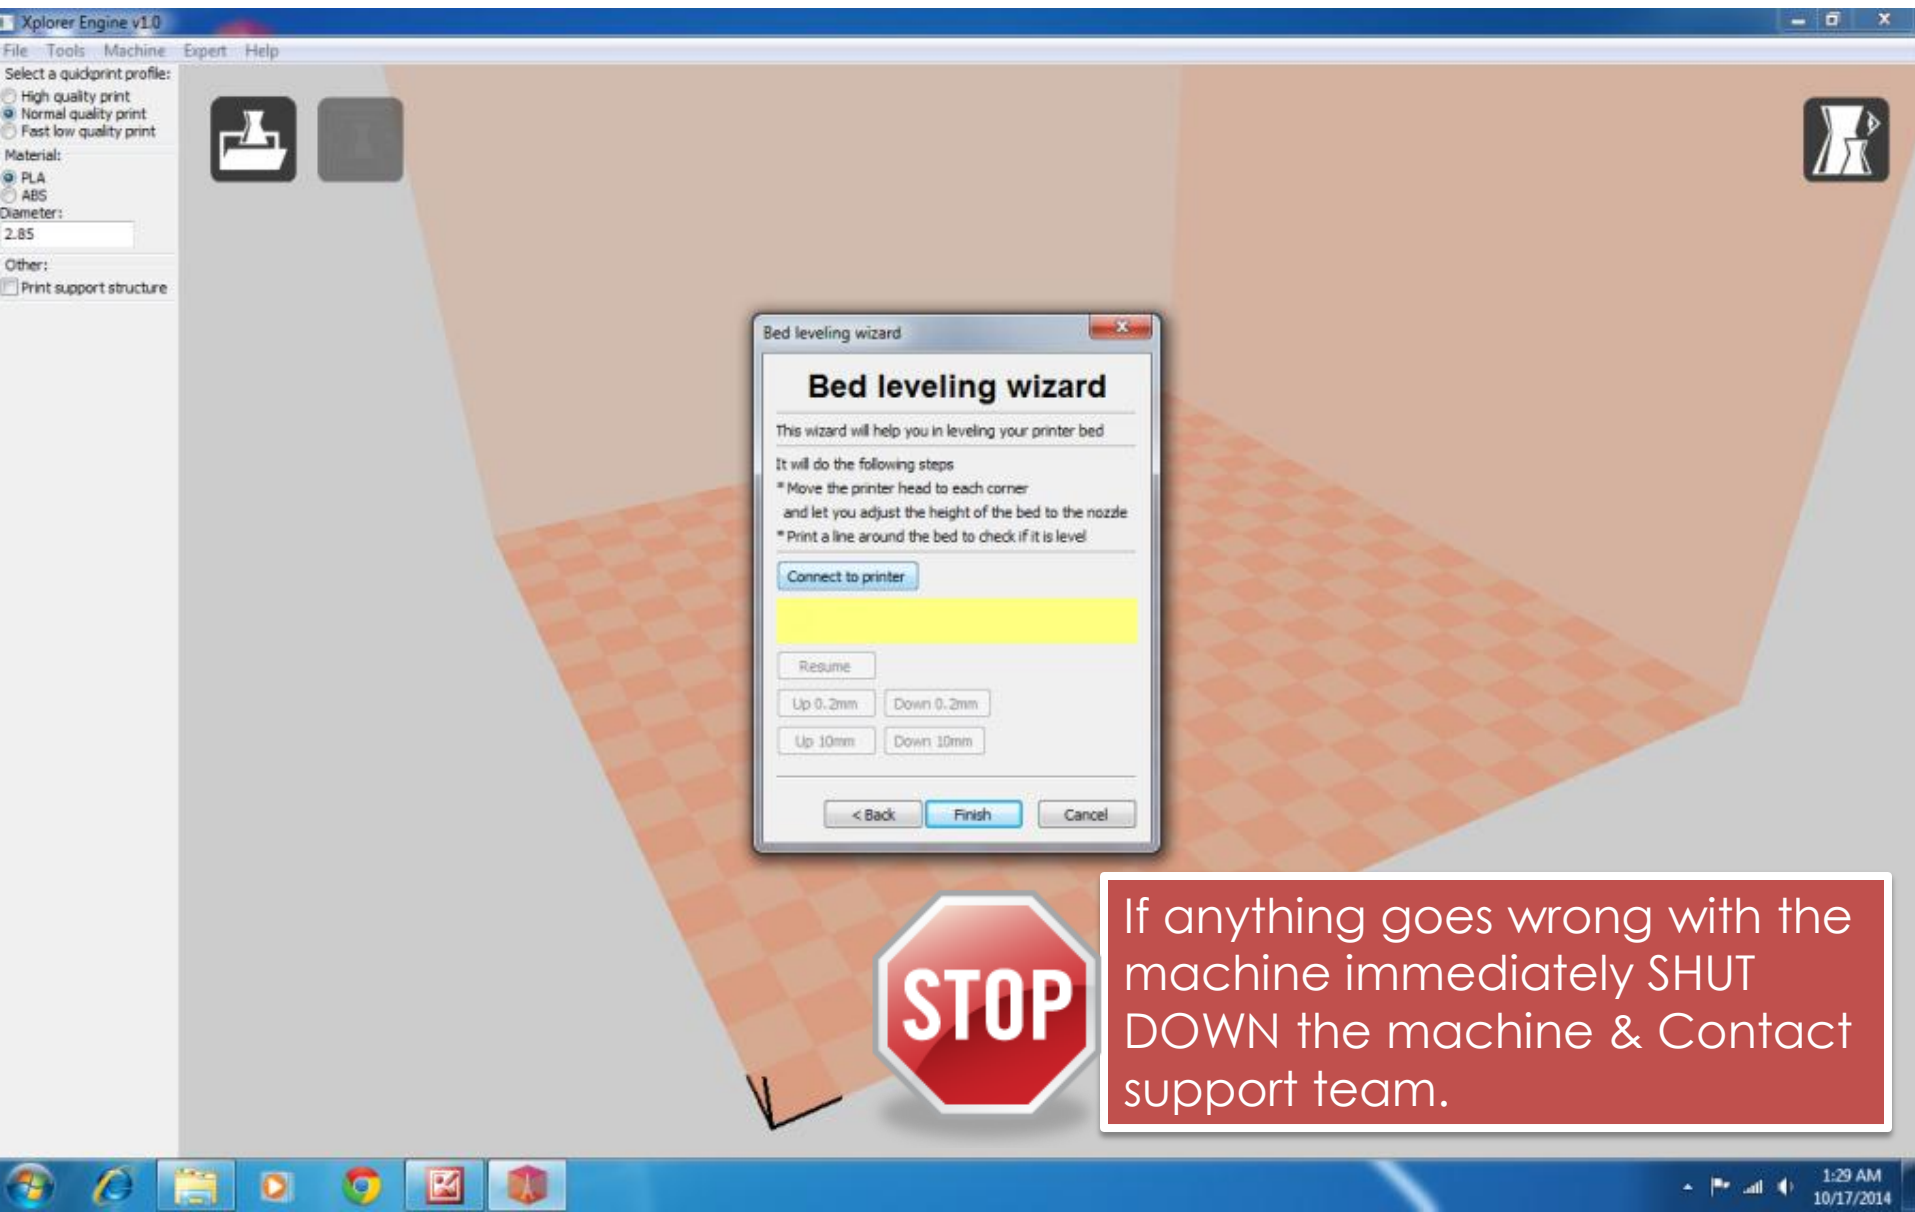 Xplorer Engine v1.0
File Tools Machine Expert Help
Select a quickprint profile:
High quality print
Normal quality print
Fast low quality print
Material:
PLA
ABS
Diameter:
2.85
Other:
Print support structure
Bed leveling wizard
Bed leveling wizard
This wizard will help you in leveling your printer bed
It will do the following steps
* Move the printer head to each corner
and let you adjust the height of the bed to the nozzle
* Print a line around the bed to check if it is level
Connect to printer
Resume
Up 0.2mm Down 0.2mm
Up 10mm Down 10mm
< Back Finish Cancel
STOP
If anything goes wrong with the
machine immediately SHUT
DOWN the machine & Contact
support team.
1:29 AM
10/17/2014